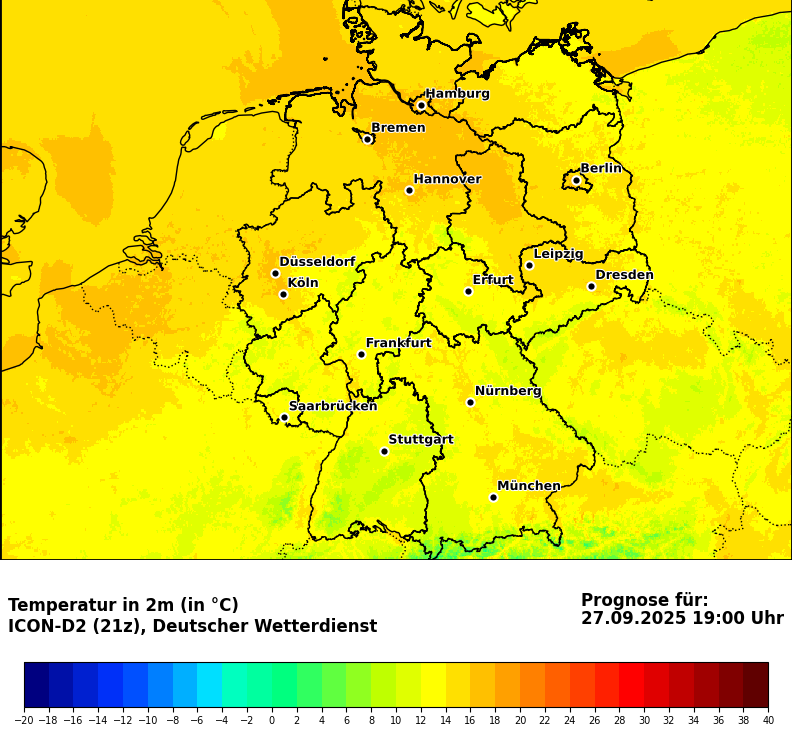 Hamburg
Bremen
Berlin
Hannover
Leipzig
Düsseldorf
Dresden
Köln
Erfurt
Frankfurt
Nürnberg
Saarbrücken
Stuttgart
München
Temperatur in 2m (in °C)
ICON-D2 (21z), Deutscher Wetterdienst
Prognose für:
27.09.2025 19:00 Uhr
−20 −18 −16 −14 −12 −10 −8 −6 −4 −2 0 2 4 6 8 10 12 14 16 18 20 22 24 26 28 30 32 34 36 38 40